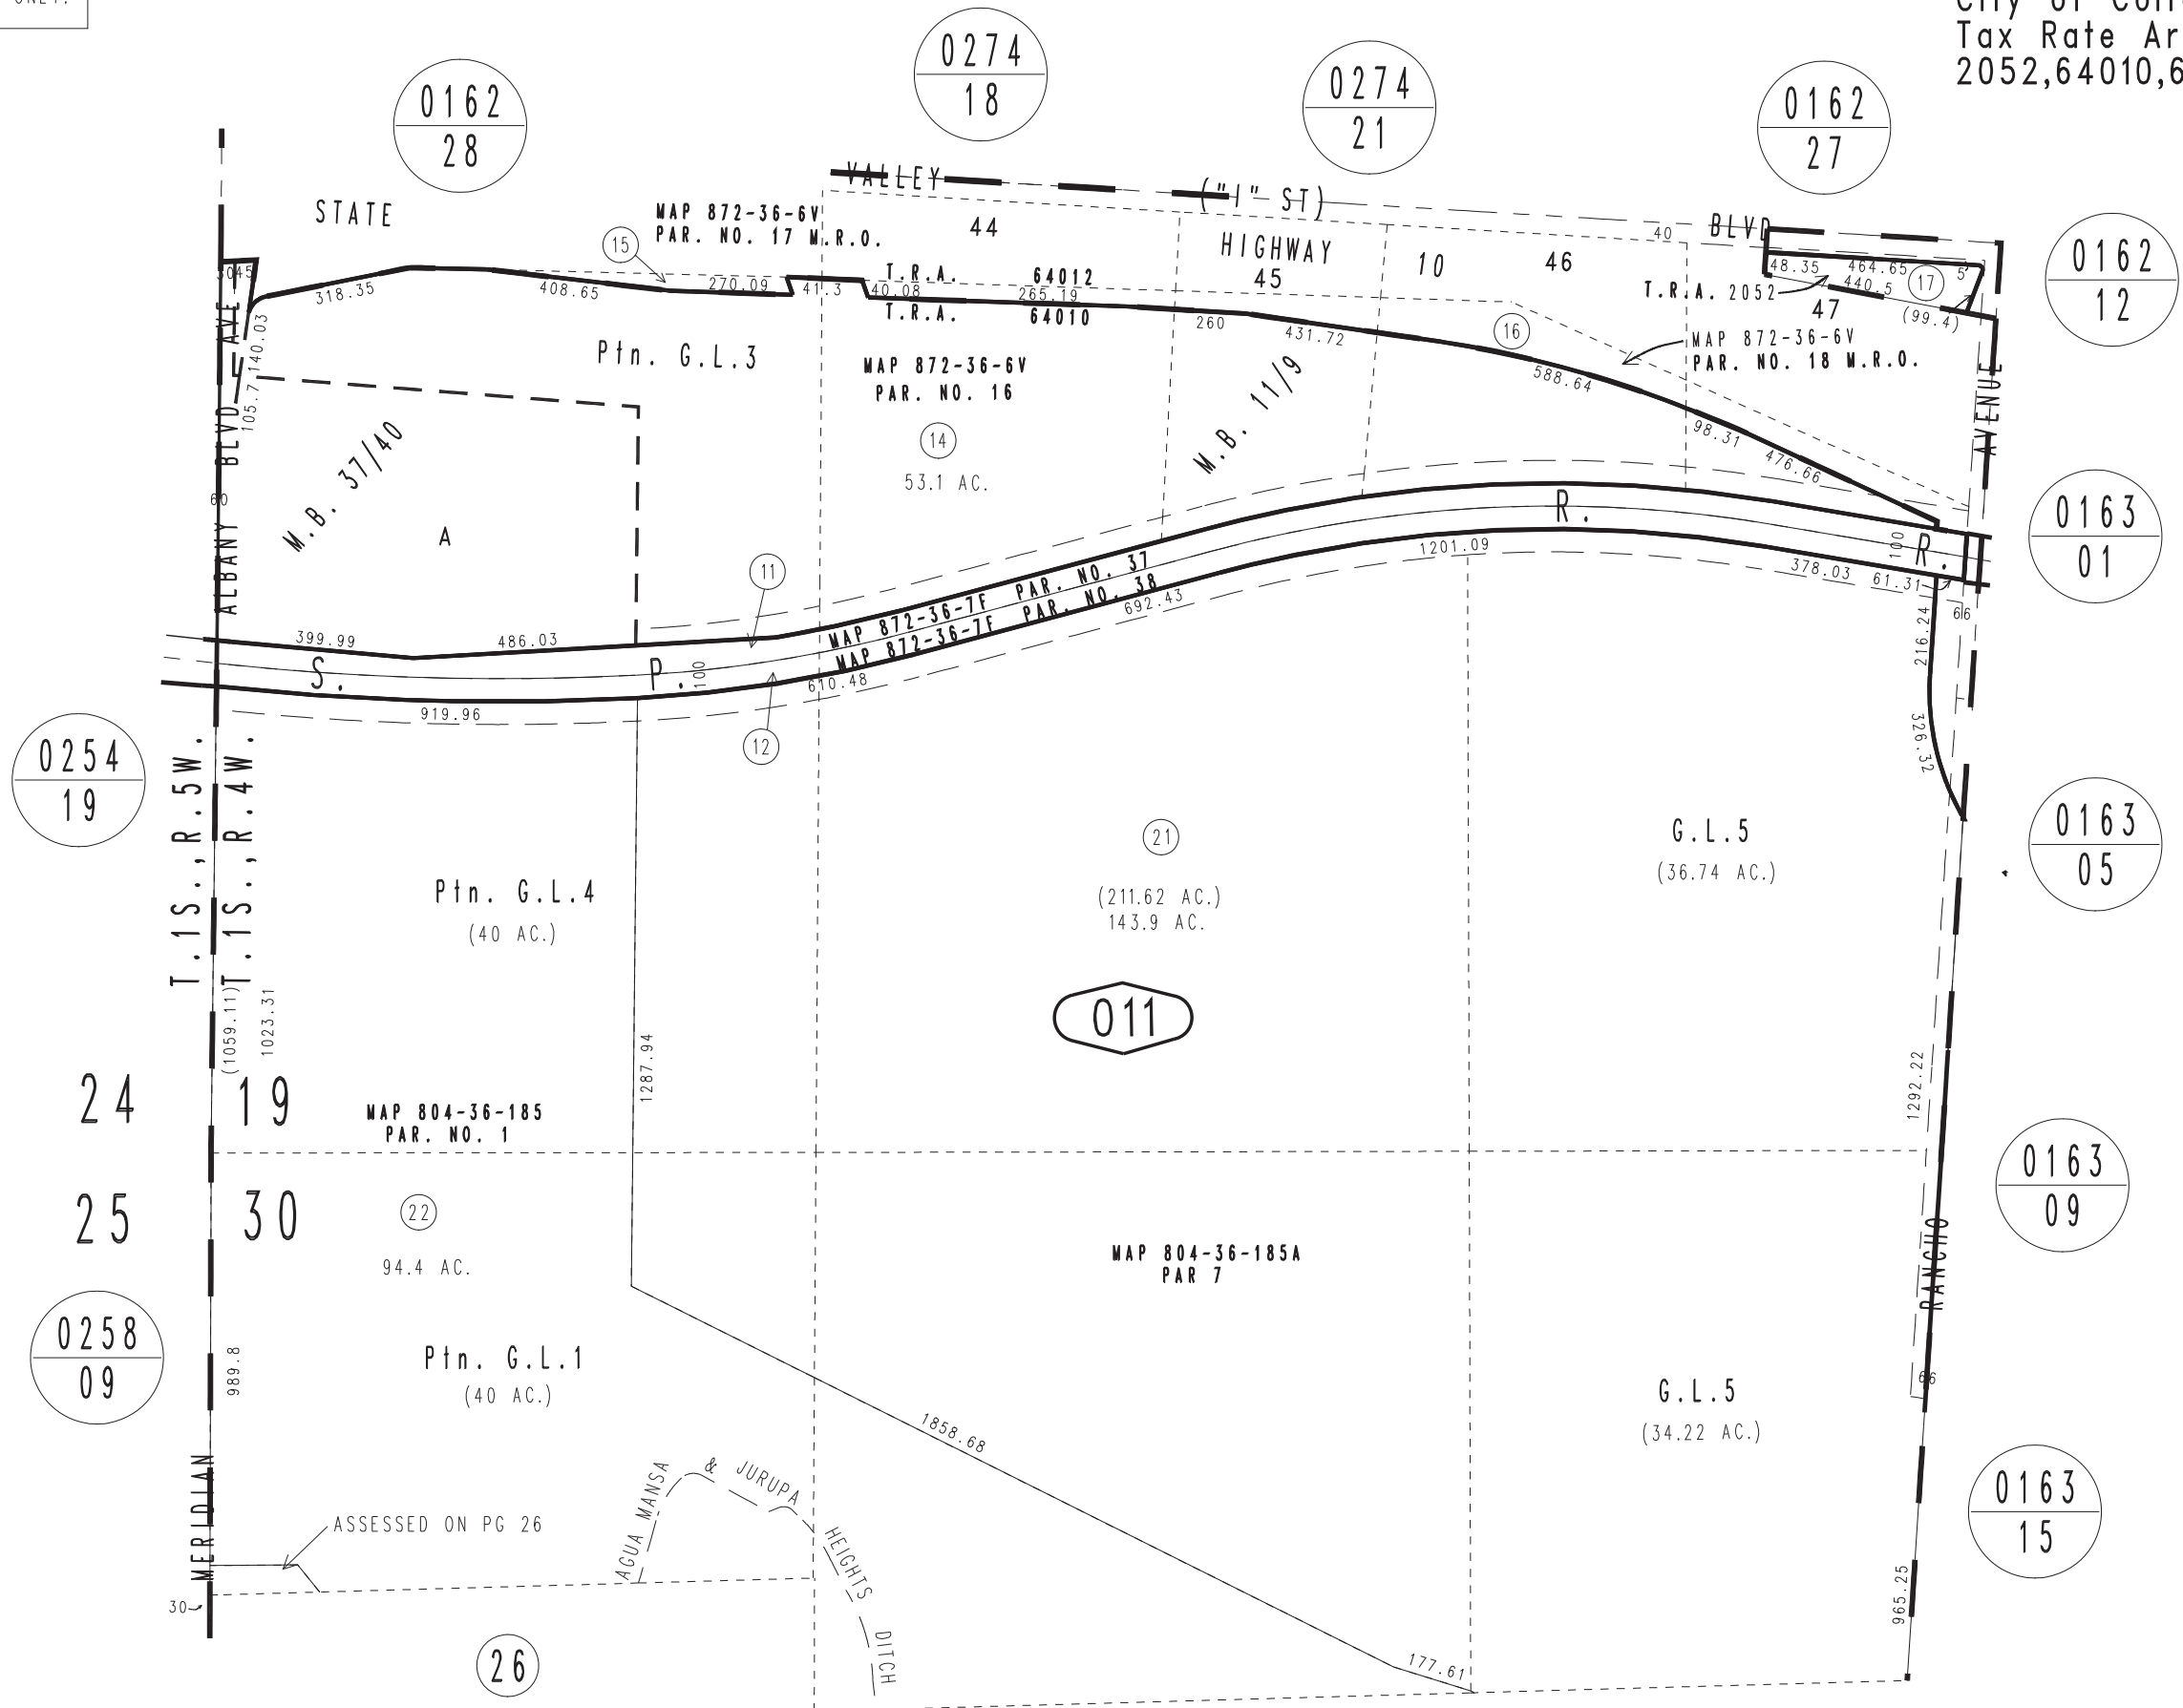 ONLY.
City of
Tax Rate
2052,64010,6
0162
28
0274
18
0274
21
0162
27
0162
12
0163
01
0163
05
0163
09
0163
15
0254
19
0258
09
STATE
VALLEY
("I" ST)
BLVD
HIGHWAY
10
MAP 872-36-6V
PAR. NO. 17 M.R.O.
15
44
45
46
40
47
T.R.A. 64012
T.R.A. 64010
T.R.A. 2052
48.35
464.65
5'
440.5
17
(99.4)
3045
318.35
408.65
270.09
41.3
40.08
265.19
260
431.72
16
588.64
98.31
476.66
MAP 872-36-6V
PAR. NO. 18 M.R.O.
AVE.
105.7
140.03
Ptn. G.L.3
MAP 872-36-6V
PAR. NO. 16
14
53.1 AC.
M.B. 37/40
M.B. 11/9
A
ALBANY BLVD
60
AVENUE
11
12
399.99
486.03
S.
P.
100
R.
R.
100
MAP 872-36-7F PAR. NO. 37
MAP 872-36-7F PAR. NO. 38
919.96
610.48
692.43
1201.09
378.03
61.31
66
216.24
326.32
T.1S.,R.5W.
T.1S.,R.4W.
Ptn. G.L.4
(40 AC.)
21
(211.62 AC.)
143.9 AC.
G.L.5
(36.74 AC.)
011
(1059.11)
1023.31
1287.94
1292.22
24
19
25
30
MAP 804-36-185
PAR. NO. 1
22
94.4 AC.
MAP 804-36-185A
PAR 7
RANCHO
66
989.8
Ptn. G.L.1
(40 AC.)
G.L.5
(34.22 AC.)
1858.68
MERIDIAN
ASSESSED ON PG 26
AGUA MANSA & JURUPA HEIGHTS DITCH
30
26
177.61
965.25